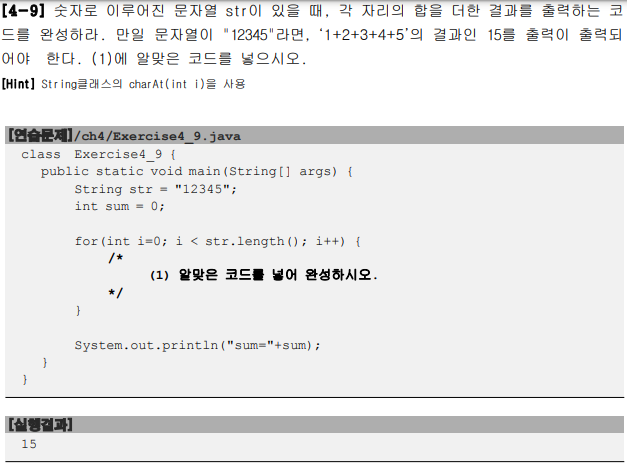 [4-9] 숫자로 이루어진 문자열 str이 있을 때, 각 자리의 합을 더한 결과를 출력하는 코
드를 완성하라. 만일 문자열이 "12345"라면, ‘1+2+3+4+5’의 결과인 15를 출력이 출력되
어야 한다. (1)에 알맞은 코드를 넣으시오.
[Hint] String클래스의 charAt(int i)을 사용
[연습문제]/ch4/Exercise4_9.java
class Exercise4_9 {
public static void main(String[] args) {
String str = "12345";
int sum = 0;
for(int i=0; i < str.length(); i++) {
/*
(1) 알맞은 코드를 넣어 완성하시오.
*/
}
System.out.println("sum="+sum);
}
}
[실행결과]
15